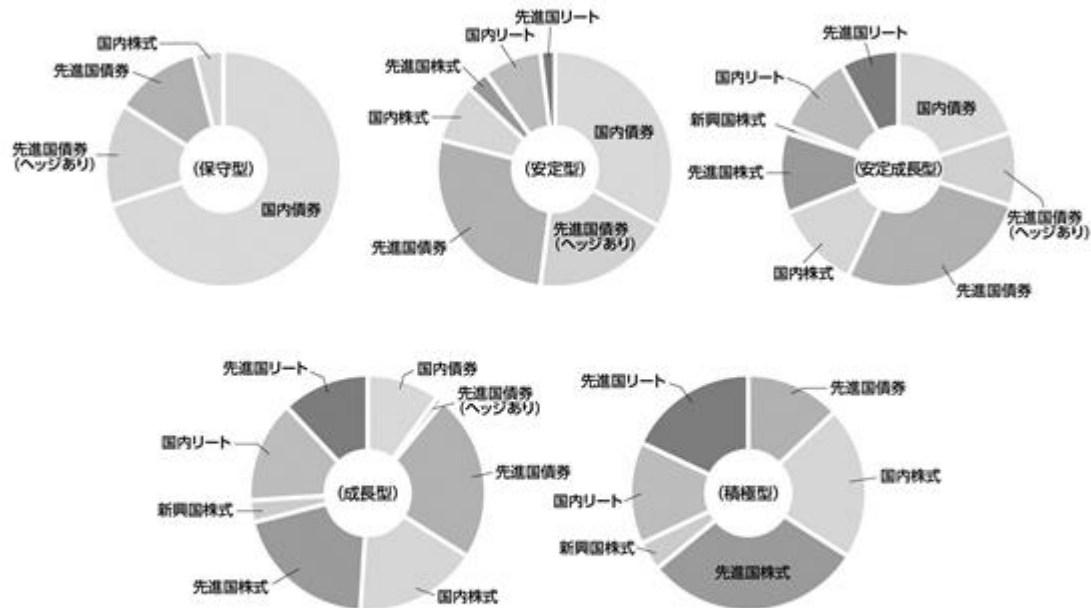 国内株式
先進国債券
先進国債券
(ヘッジあり)
(保守型)
国内債券
先進国リート
国内リート
先進国株式
国内株式
国内債券
(安定型)
先進国債券
先進国債券
(ヘッジあり)
先進国リート
国内リート
新興国株式
先進国株式
国内債券
(安定成長型)
先進国債券
(ヘッジあり)
国内株式
先進国債券
先進国リート
国内債券
先進国債券
(ヘッジあり)
国内リート
先進国債券
(成長型)
新興国株式
先進国株式
国内株式
先進国リート
先進国債券
国内株式
国内リート
(積極型)
新興国株式
先進国株式